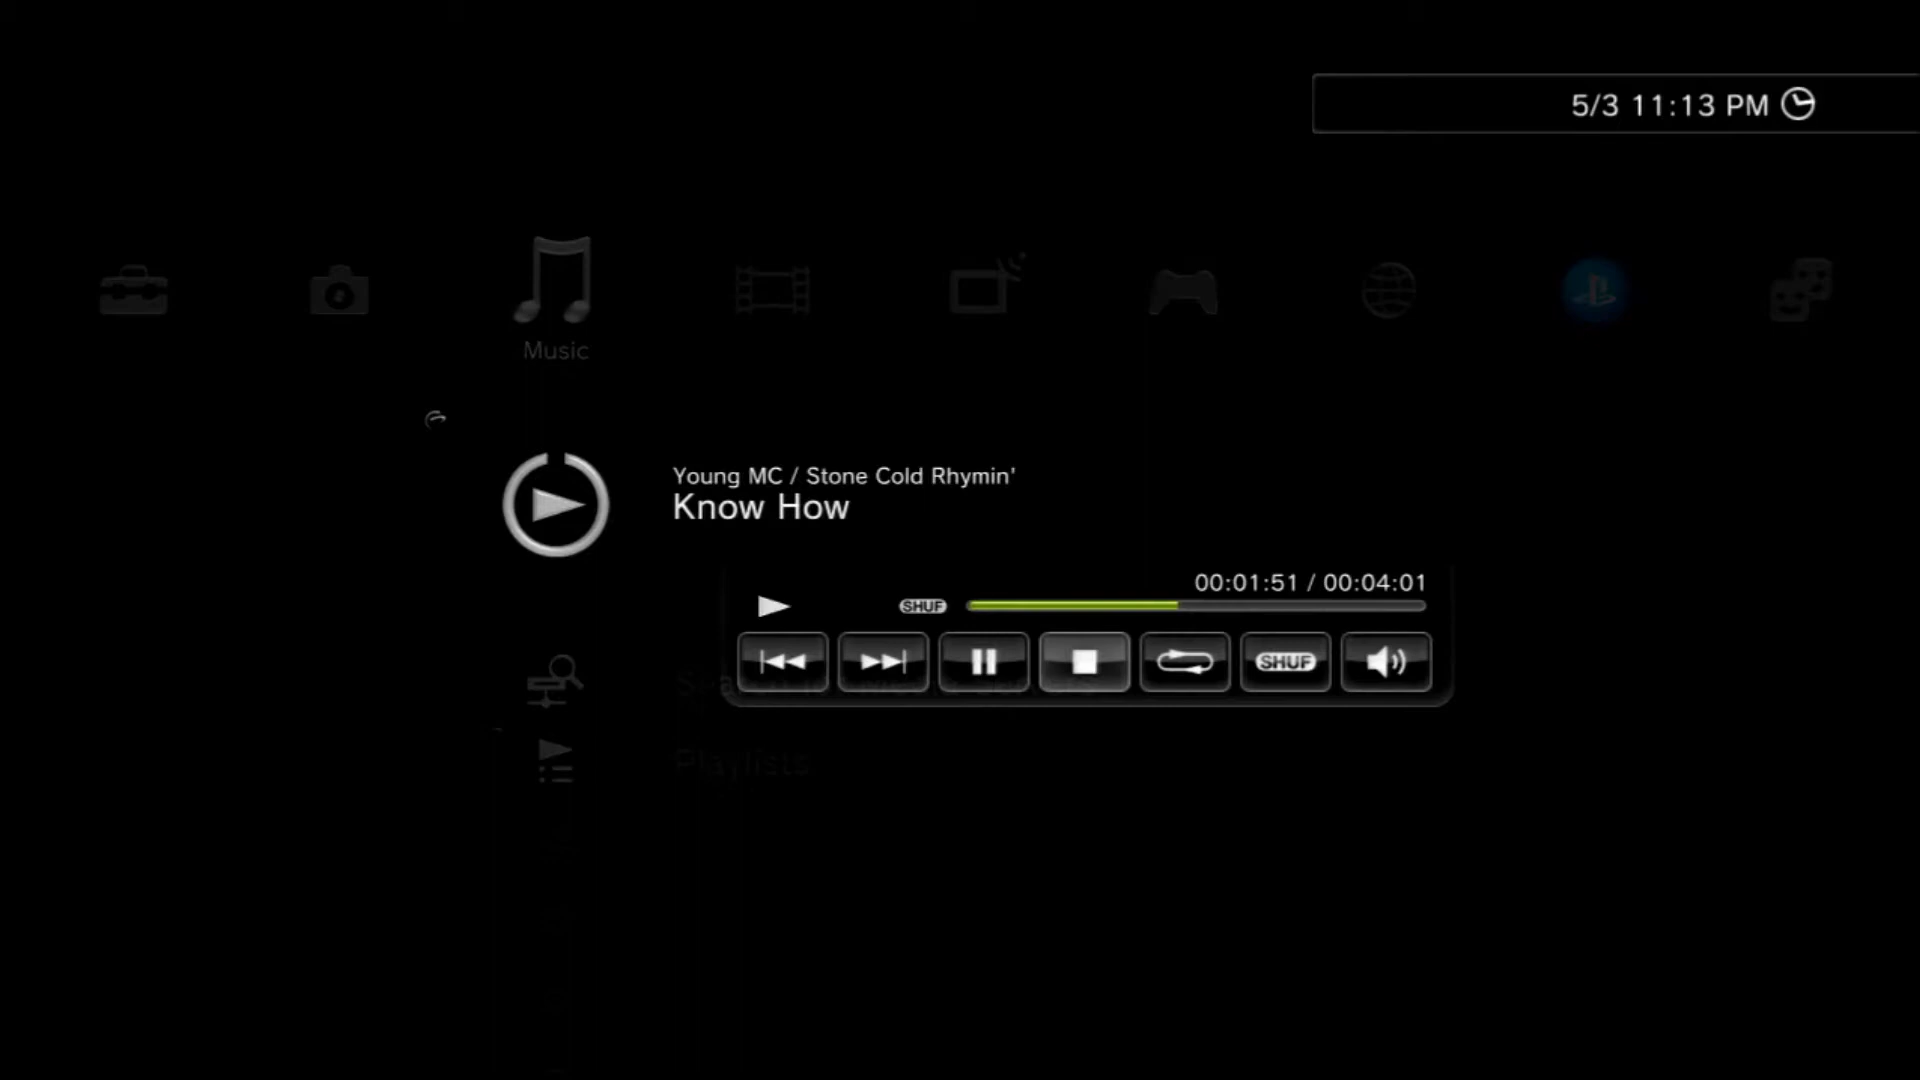 5/3 11:13 PM
Music
Young MC / Stone Cold Rhymin'
Know How
00:01:51 / 00:04:01
SHUF
SHUF
Playlists